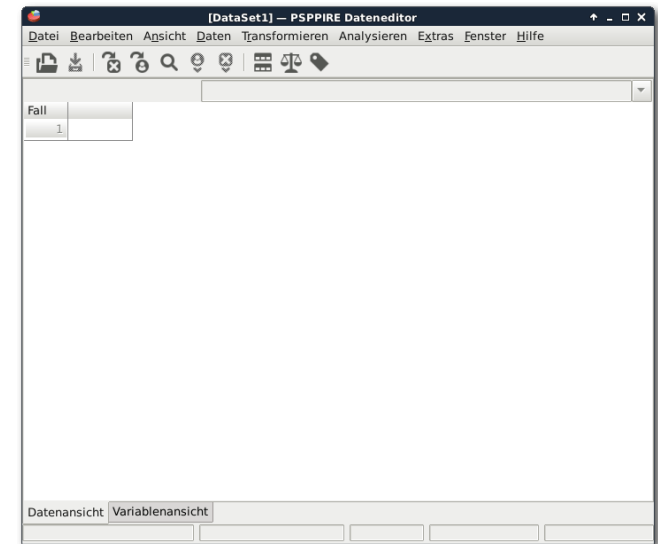 [DataSet1] — PSPPIRE Dateneditor
Datei Bearbeiten Ansicht Daten Transformieren Analysieren Extras Fenster Hilfe
Fall
1
Datenansicht Variablenansicht